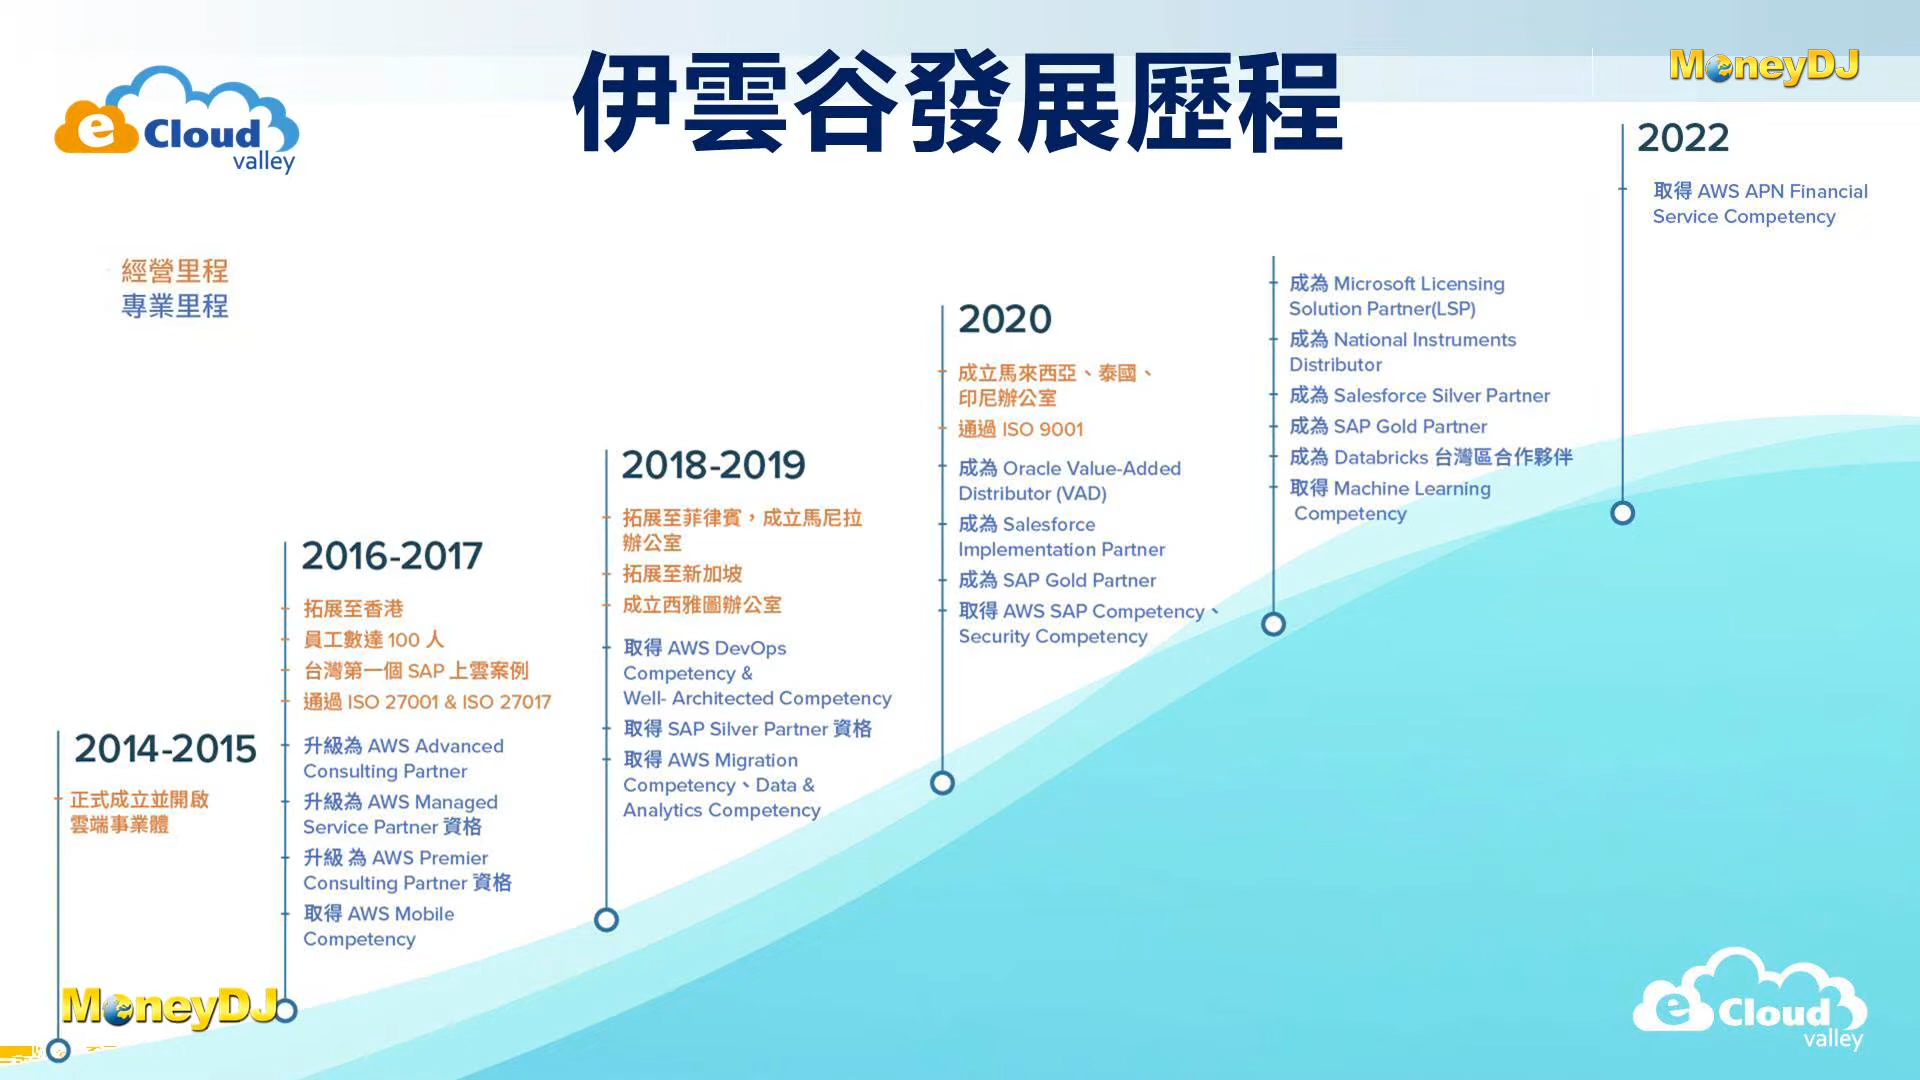 伊雲谷發展歷程
e Cloud
valley
MoneyDJ
經營里程
專業里程
2014-2015
正式成立並開啟
雲端事業體
2016-2017
拓展至香港
員工數達 100 人
台灣第一個 SAP 上雲案例
通過 ISO 27001 & ISO 27017
升級為 AWS Advanced
Consulting Partner
升級為 AWS Managed
Service Partner 資格
升級 為 AWS Premier
Consulting Partner 資格
取得 AWS Mobile
Competency
2018-2019
拓展至菲律賓，成立馬尼拉
辦公室
拓展至新加坡
成立西雅圖辦公室
取得 AWS DevOps
Competency &
Well- Architected Competency
取得 SAP Silver Partner 資格
取得 AWS Migration
Competency、Data &
Analytics Competency
2020
成立馬來西亞、泰國、
印尼辦公室
通過 ISO 9001
成為 Oracle Value-Added
Distributor (VAD)
成為 Salesforce
Implementation Partner
成為 SAP Gold Partner
取得 AWS SAP Competency、
Security Competency
成為 Microsoft Licensing
Solution Partner(LSP)
成為 National Instruments
Distributor
成為 Salesforce Silver Partner
成為 SAP Gold Partner
成為 Databricks 台灣區合作夥伴
取得 Machine Learning
Competency
2022
取得 AWS APN Financial
Service Competency
MoneyDJ
e Cloud
valley